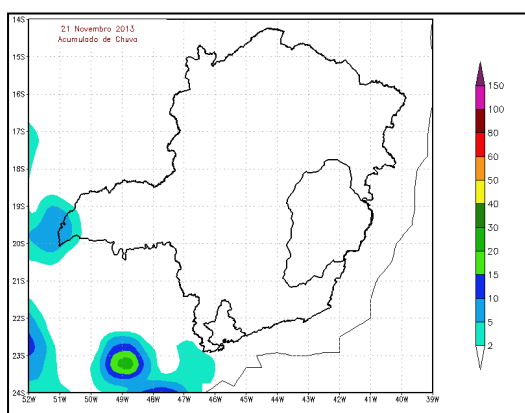 21 Novembro 2013
Acumulado de Chuva
14S
15S
16S
17S
18S
19S
20S
21S
22S
23S
24S
52W 51W 50W 49W 48W 47W 46W 45W 44W 43W 42W 41W 40W 39W
150
100
80
60
50
40
30
20
15
10
5
2